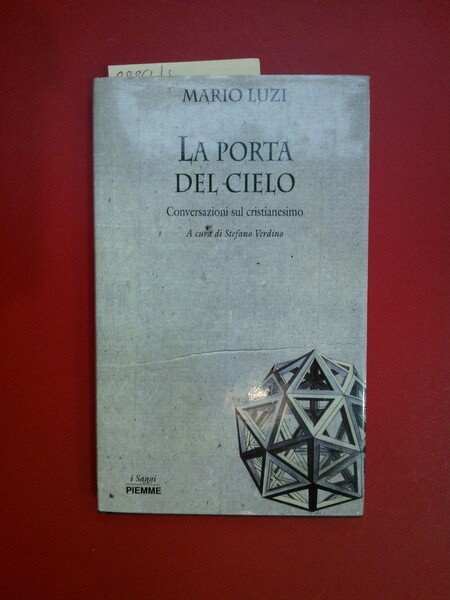 MARIO LUZI
LA PORTA
DEL CIELO
Conversazioni sul cristianesimo
A cura di Stefano Verdino
i Saggi
PIEMME